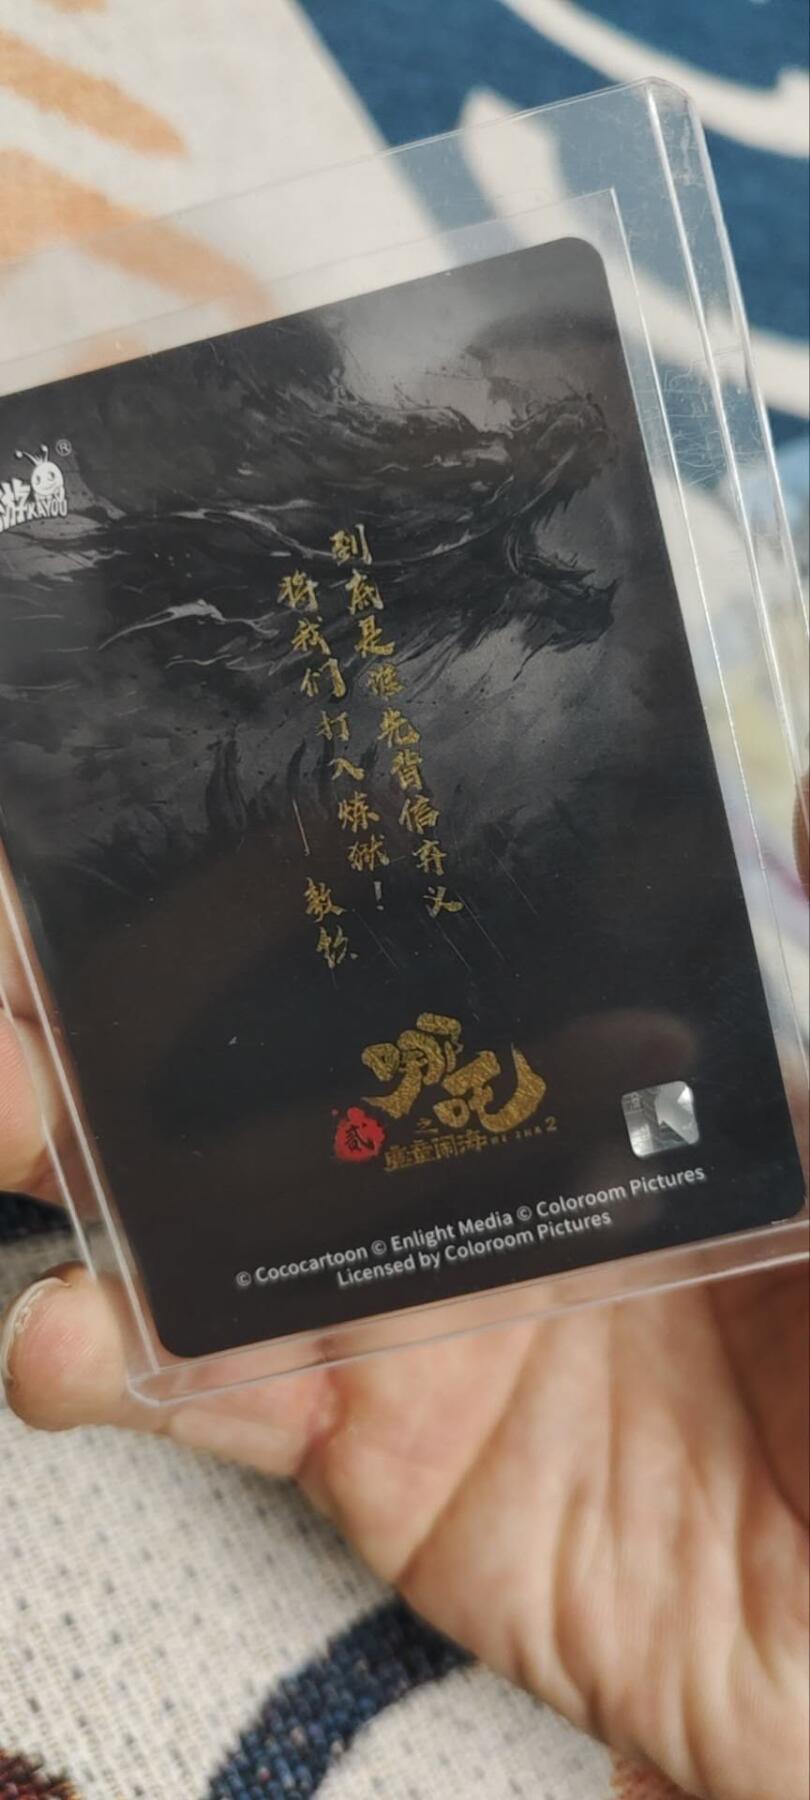 游
KAYOU
®
到底是谁先背信弃义
将我们打入炼狱!
——敖钦
哪吒
之
魔童闹海
NE ZHA 2
贰
© Cococartoon © Enlight Media © Coloroom Pictures
Licensed by Coloroom Pictures